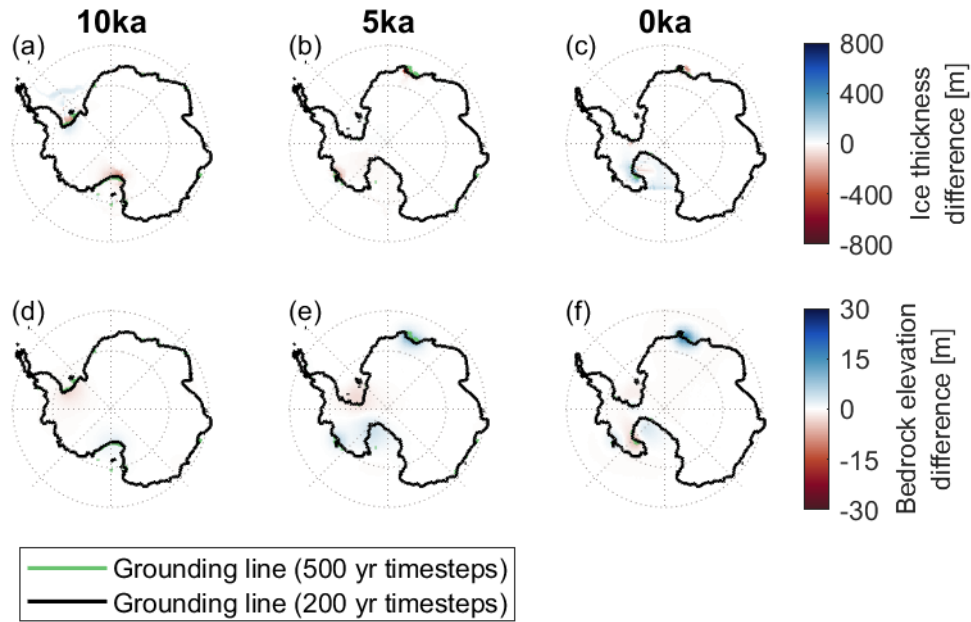 10ka 5ka 0ka
(a) (b) (c)
800
400
0
-400
-800
Ice thickness
difference [m]
(d) (e) (f)
30
15
0
-15
-30
Bedrock elevation
difference [m]
Grounding line (500 yr timesteps)
Grounding line (200 yr timesteps)